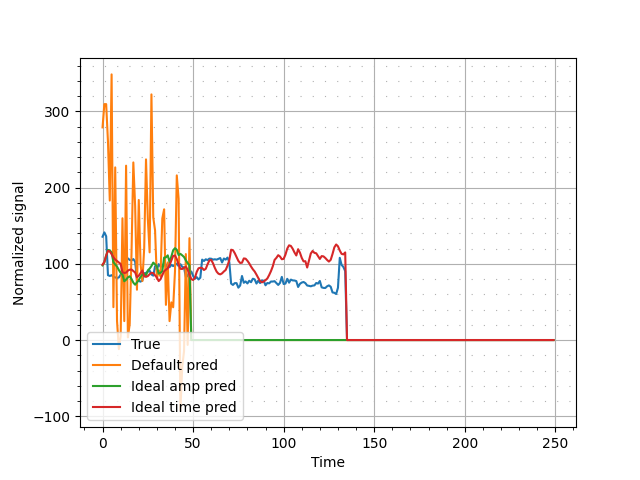 Normalized signal
300
200
100
0
−100
True
Default pred
Ideal amp pred
Ideal time pred
0
50
100
150
200
250
Time